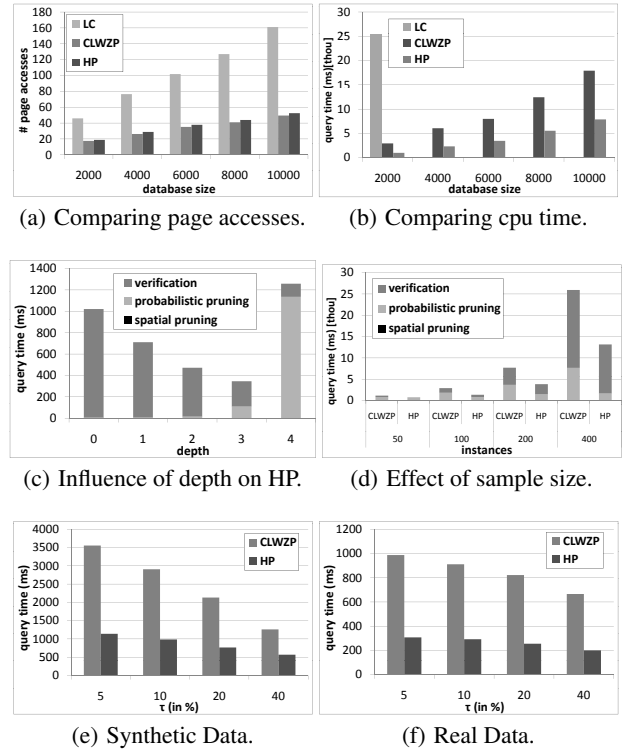 180
160
140
120
100
80
60
40
20
0
# page accesses
LC
CLWZP
HP
2000 4000 6000 8000 10000
database size
(a) Comparing page accesses.
30
25
20
15
10
5
0
query time (ms)[thou]
LC
CLWZP
HP
2000 4000 6000 8000 10000
database size
(b) Comparing cpu time.
1400
1200
1000
800
600
400
200
0
query time (ms)
verification
probabilistic pruning
spatial pruning
0 1 2 3 4
depth
(c) Influence of depth on HP.
30
25
20
15
10
5
0
query time (ms) [thou]
verification
probabilistic pruning
spatial pruning
CLWZP HP CLWZP HP CLWZP HP CLWZP HP
50 100 200 400
instances
(d) Effect of sample size.
4000
3500
3000
2500
2000
1500
1000
500
0
query time (ms)
CLWZP
HP
5 10 20 40
τ (in %)
(e) Synthetic Data.
1200
1000
800
600
400
200
0
query time (ms)
CLWZP
HP
5 10 20 40
τ (in %)
(f) Real Data.